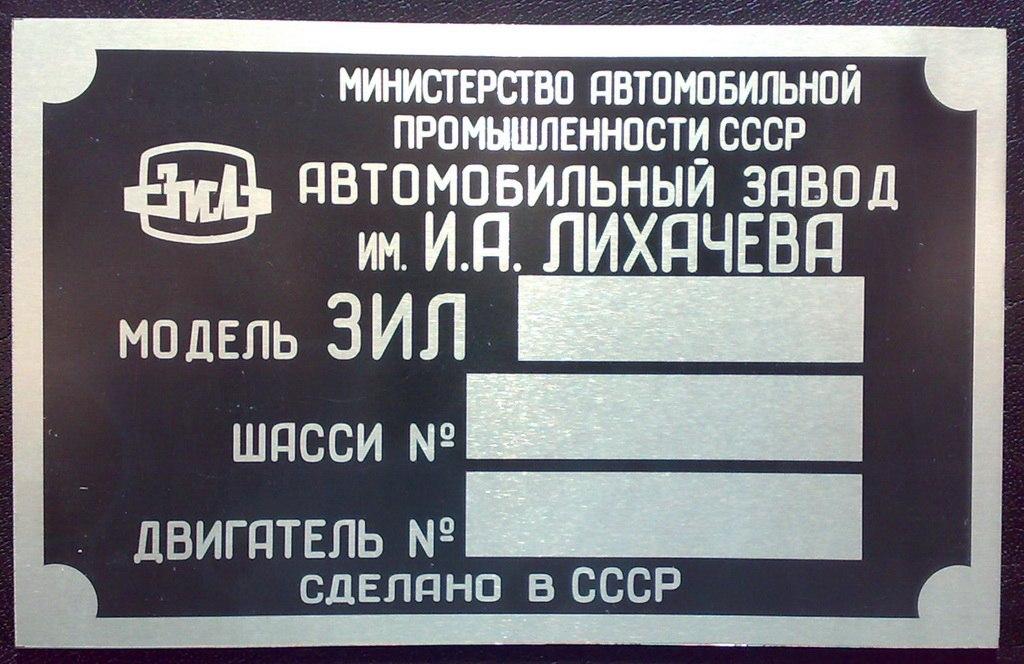 МИНИСТЕРСТВО АВТОМОБИЛЬНОЙ
ПРОМЫШЛЕННОСТИ СССР
ЗИЛ
АВТОМОБИЛЬНЫЙ ЗАВОД
ИМ. И.А. ЛИХАЧЕВА
МОДЕЛЬ ЗИЛ
ШАССИ №
ДВИГАТЕЛЬ №
СДЕЛАНО В СССР